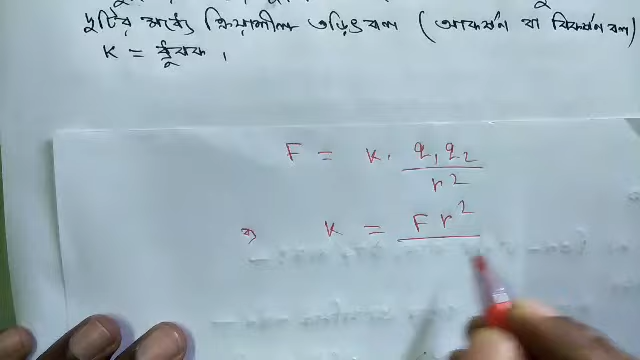 দুটির মধ্যে ক্রিয়াশীল তড়িৎবল (আকর্ষণ বা বিকর্ষণ বল)
K = ধ্রুবক ।
F = K. q₁q₂ / r²
বা K = Fr² /